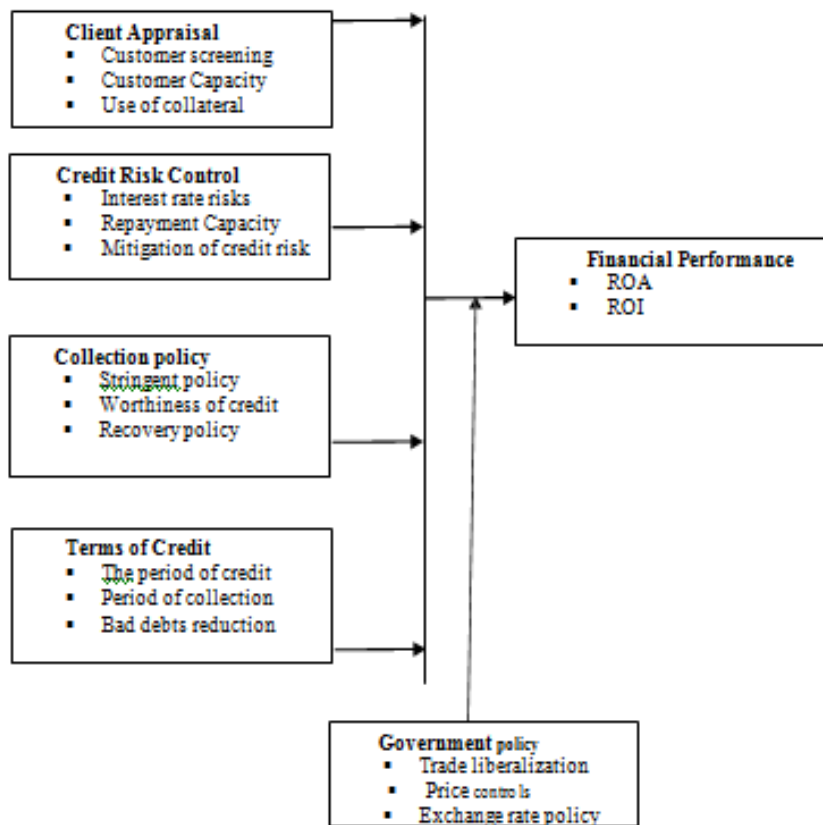 Client Appraisal
▪ Customer screening
▪ Customer Capacity
▪ Use of collateral
Credit Risk Control
▪ Interest rate risks
▪ Repayment Capacity
▪ Mitigation of credit risk
Financial Performance
▪ ROA
▪ ROI
Collection policy
▪ Stringent policy
▪ Worthiness of credit
▪ Recovery policy
Terms of Credit
▪ The period of credit
▪ Period of collection
▪ Bad debts reduction
Government policy
▪ Trade liberalization
▪ Price controls
▪ Exchange rate policy